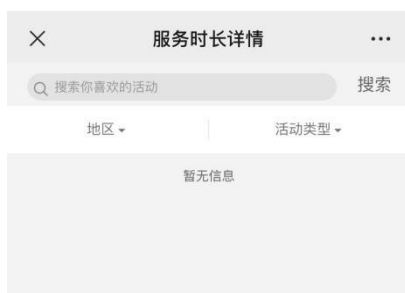 服务时长详情
搜索你喜欢的活动 搜索
地区 活动类型
暂无信息